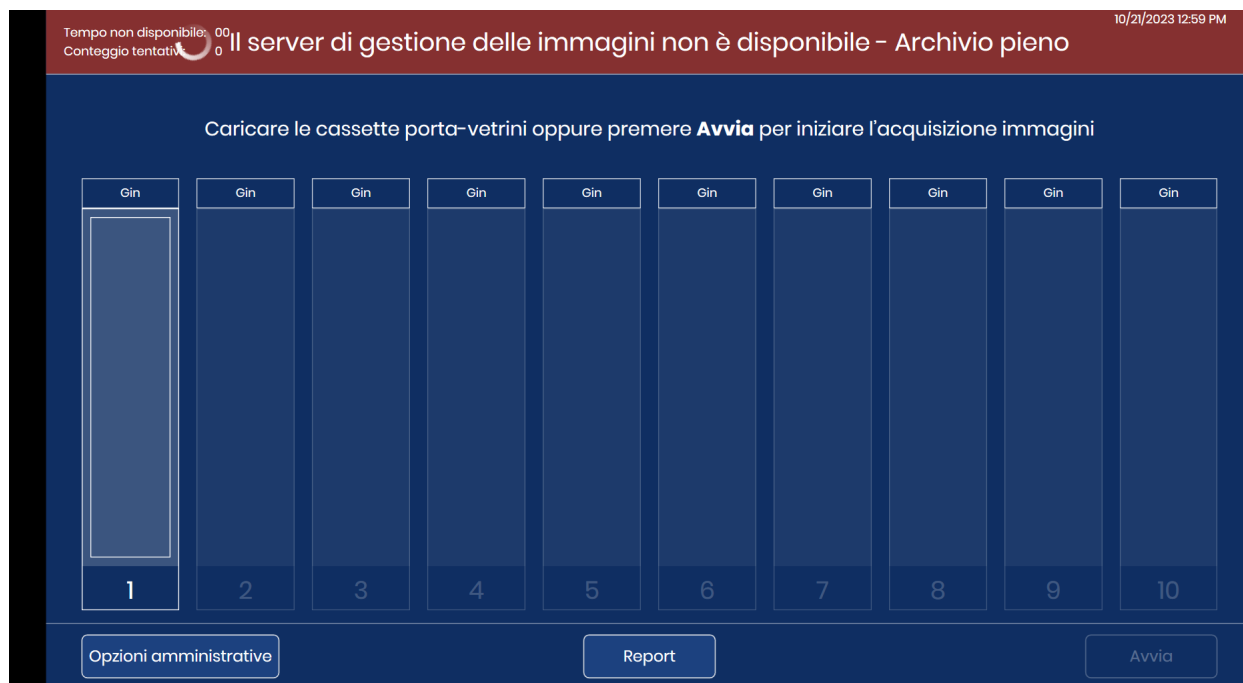 10/21/2023 12:59 PM
Tempo non disponibile: 00
Conteggio 0
Il server di gestione delle immagini non è disponibile - Archivio pieno
Caricare le cassette porta-vetrini oppure premere Avvia per iniziare l'acquisizione immagini
Gin Gin Gin Gin Gin Gin Gin Gin Gin Gin
1 2 3 4 5 6 7 8 9 10
Opzioni amministrative Report Avvia